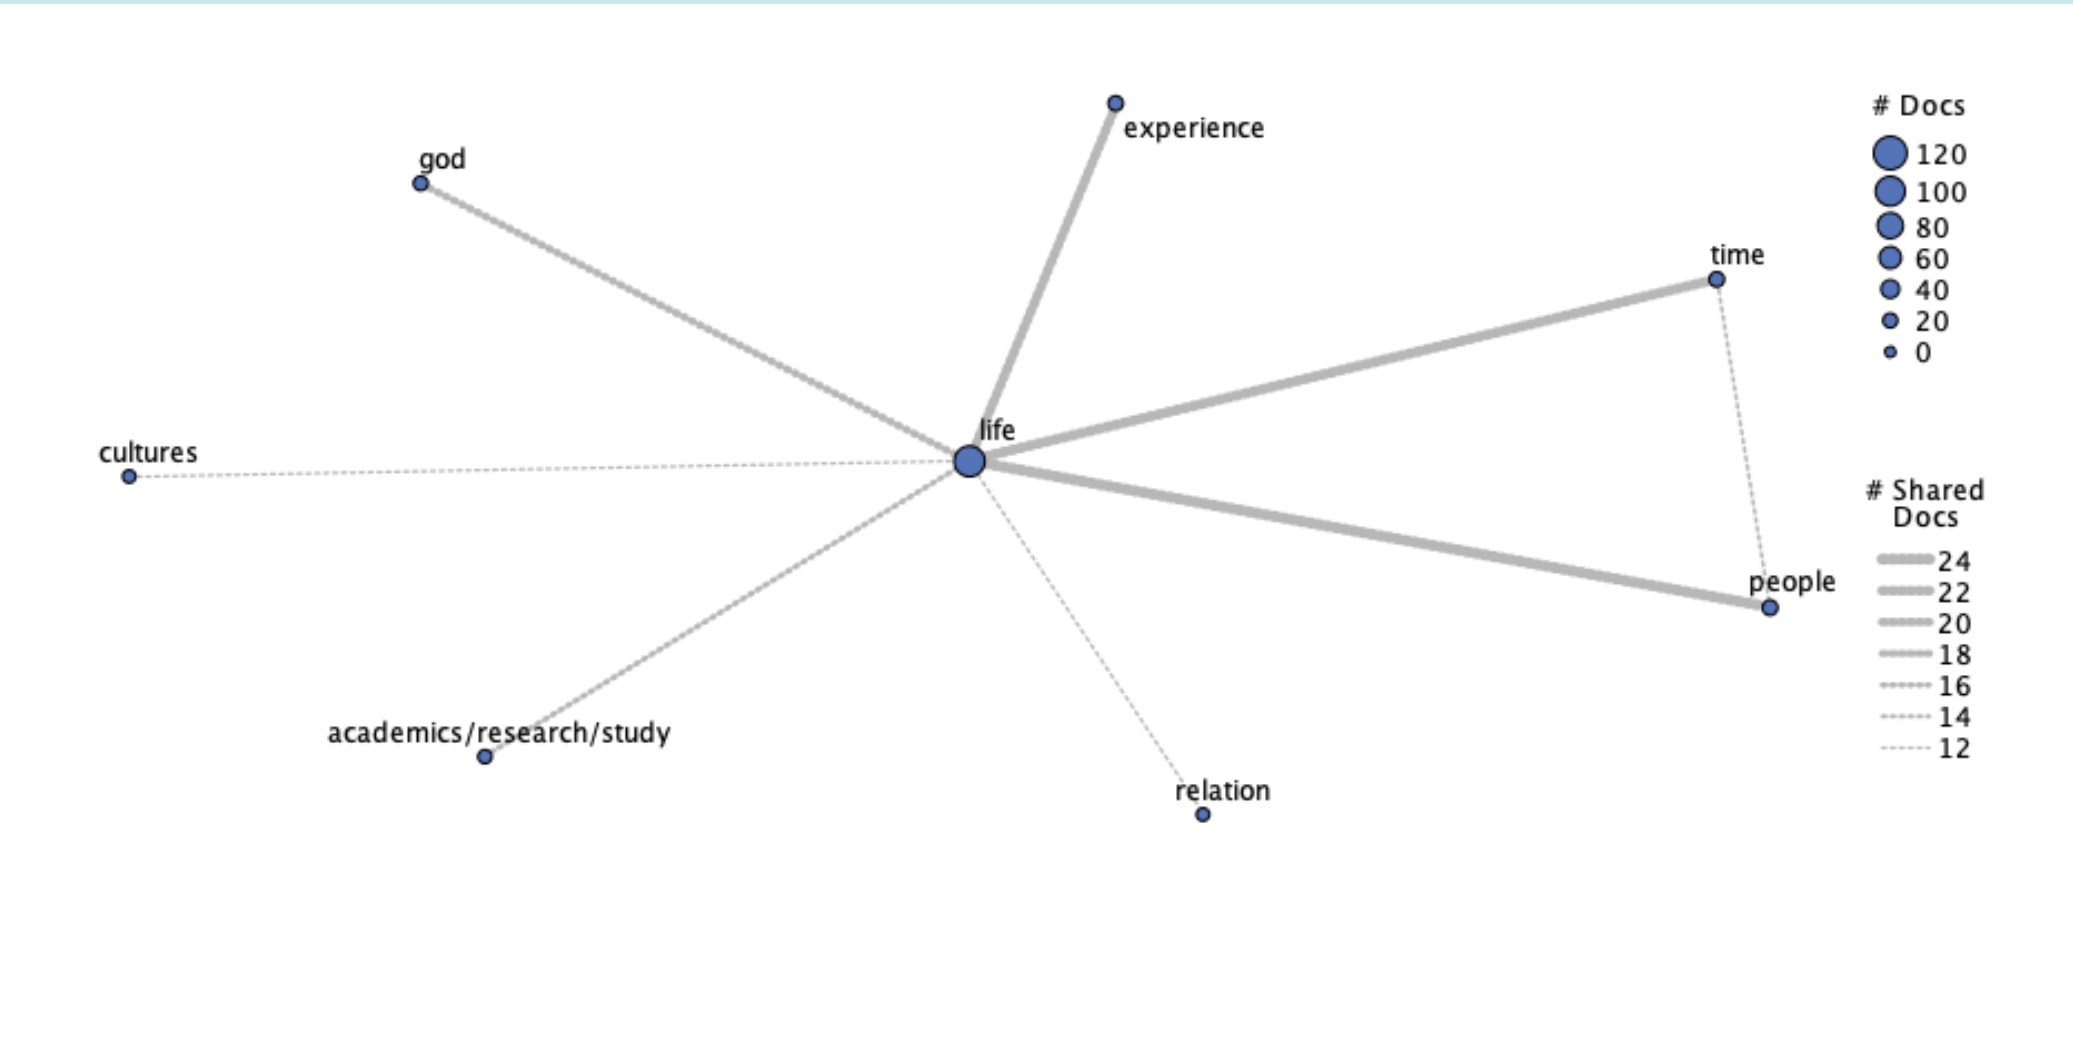 experience
god
time
life
cultures
people
academics/research/study
relation
# Docs
120
100
80
60
40
20
0
# Shared
Docs
24
22
20
18
16
14
12